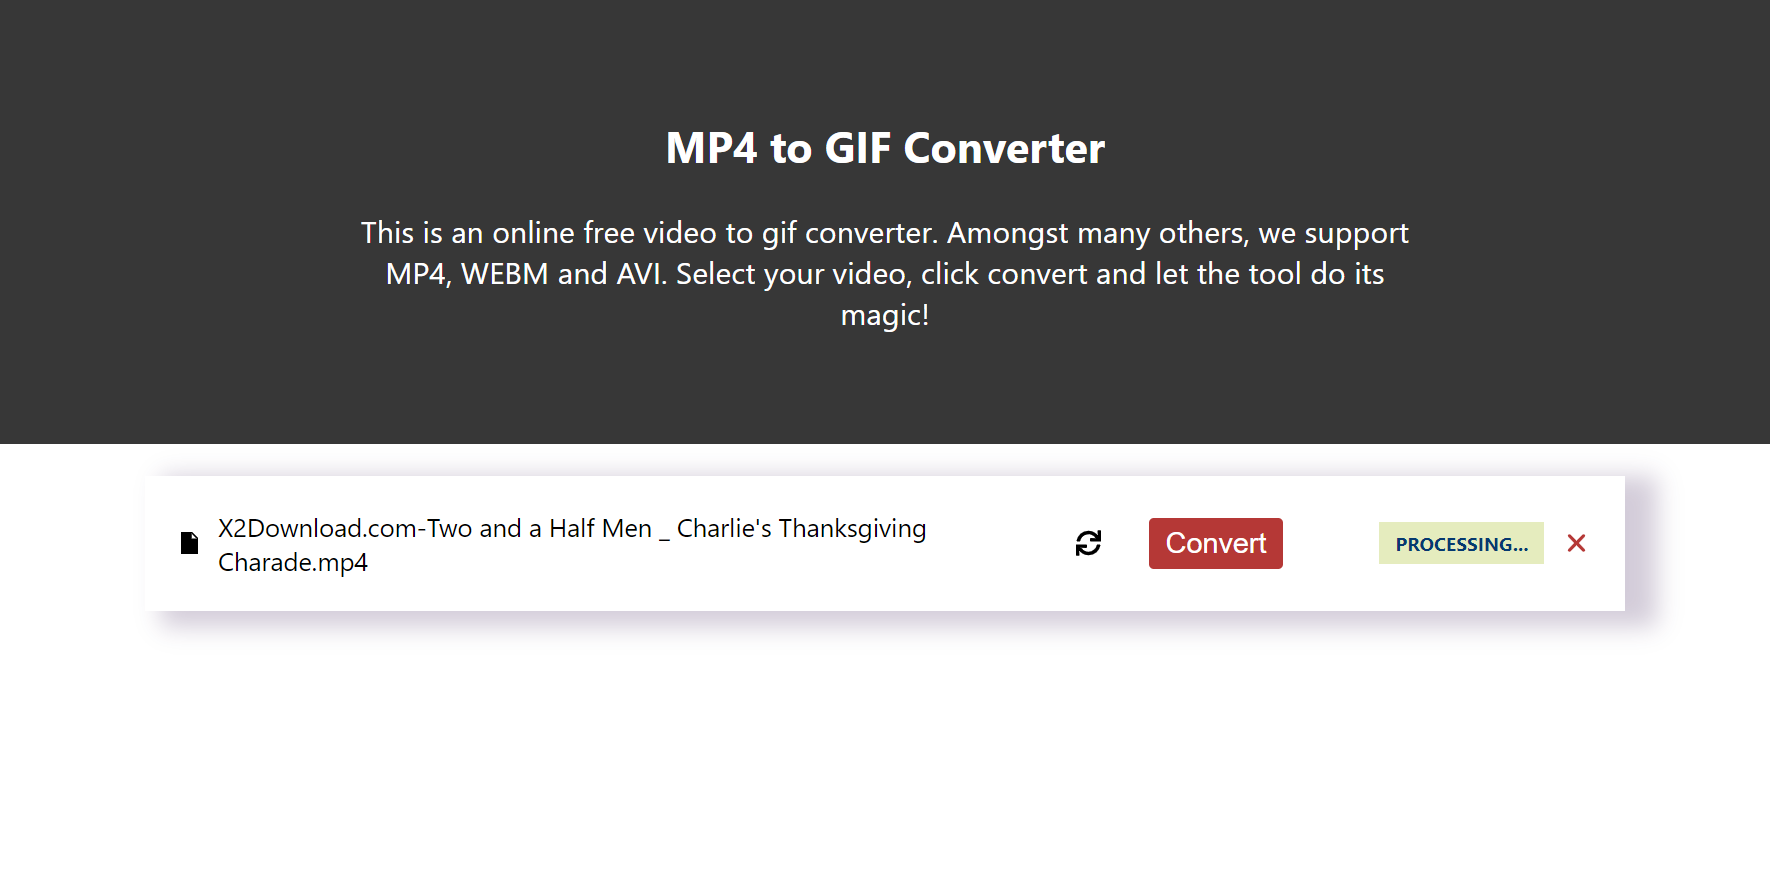 MP4 to GIF Converter
This is an online free video to gif converter. Amongst many others, we support
MP4, WEBM and AVI. Select your video, click convert and let the tool do its
magic!
X2Download.com-Two and a Half Men _ Charlie's Thanksgiving
Charade.mp4
Convert
PROCESSING...